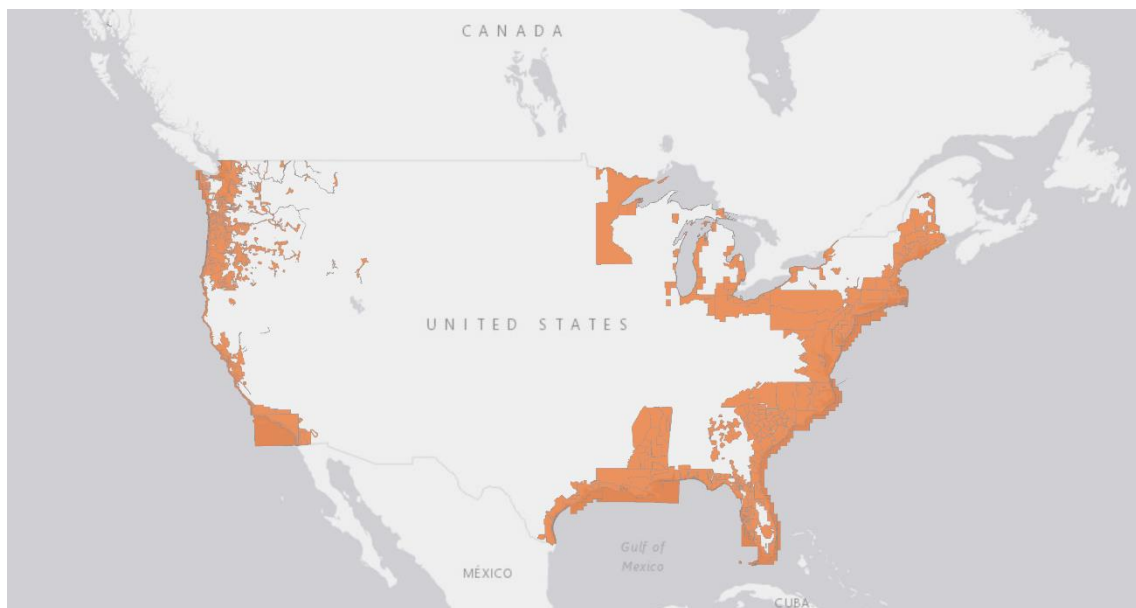 CANADA
UNITED STATES
Gulf of
Mexico
MÉXICO
CUBA